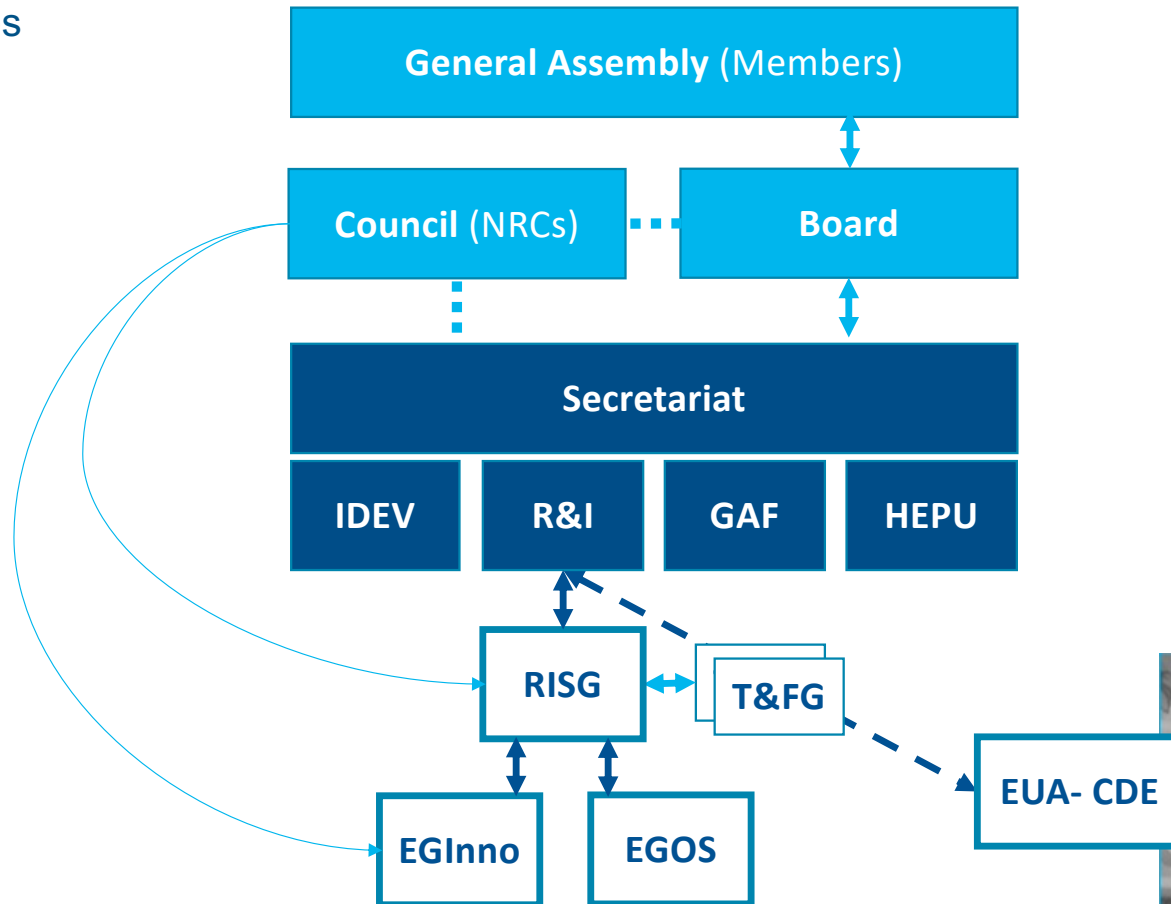 s
General Assembly (Members)
Council (NRCs)
Board
Secretariat
IDEV
R&I
GAF
HEPU
RISG
T&FG
EUA- CDE
EGInno
EGOS